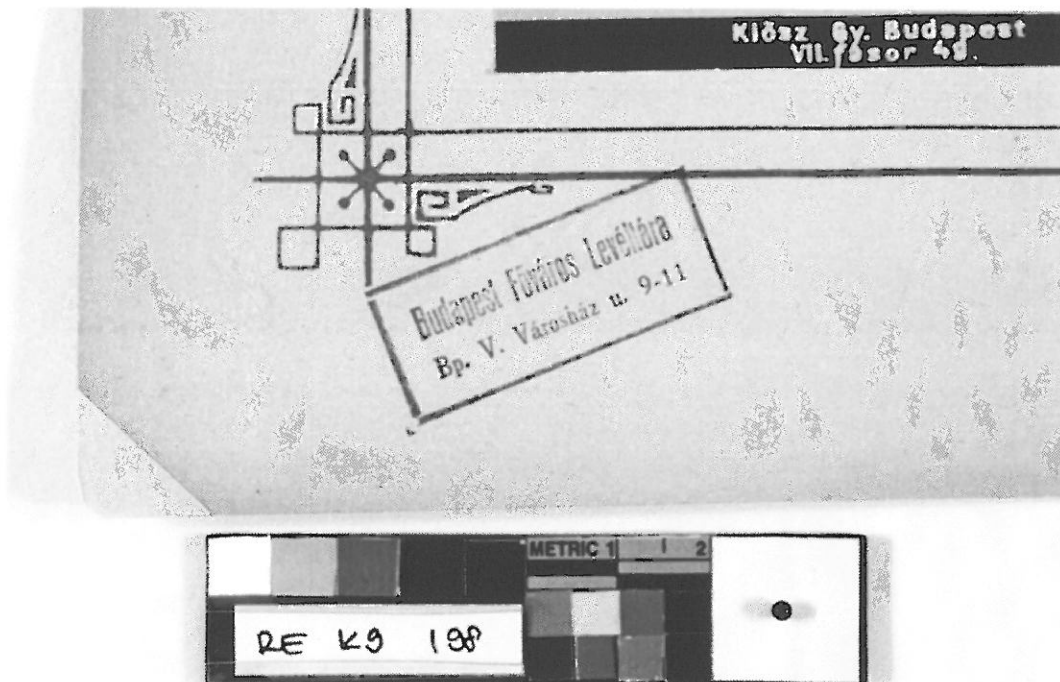 Klösz Gy. Budapest
VII. fasor 49.
Budapest Főváros Levéltára
Bp. V. Városház u. 9-11
METRIC 1 1 2
RE K9 198